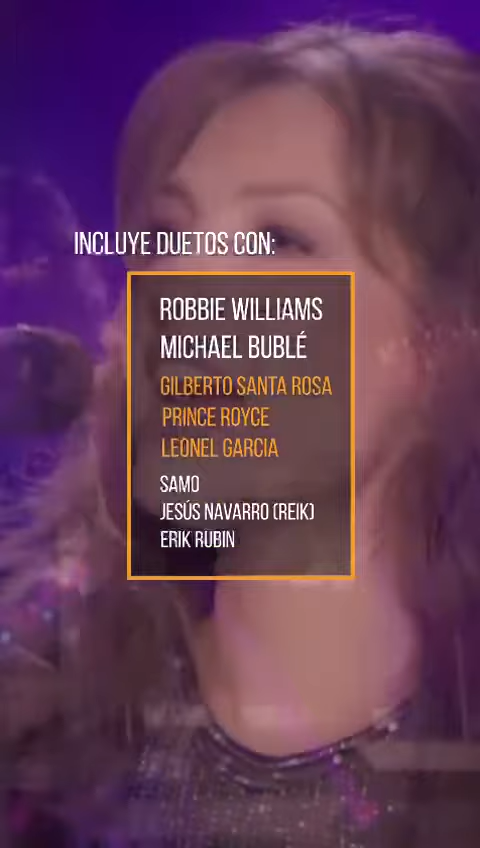 INCLUYE DUETOS CON:
ROBBIE WILLIAMS
MICHAEL BUBLÉ
GILBERTO SANTA ROSA
PRINCE ROYCE
LEONEL GARCIA
SAMO
JESÚS NAVARRO (REIK)
ERIK RUBIN